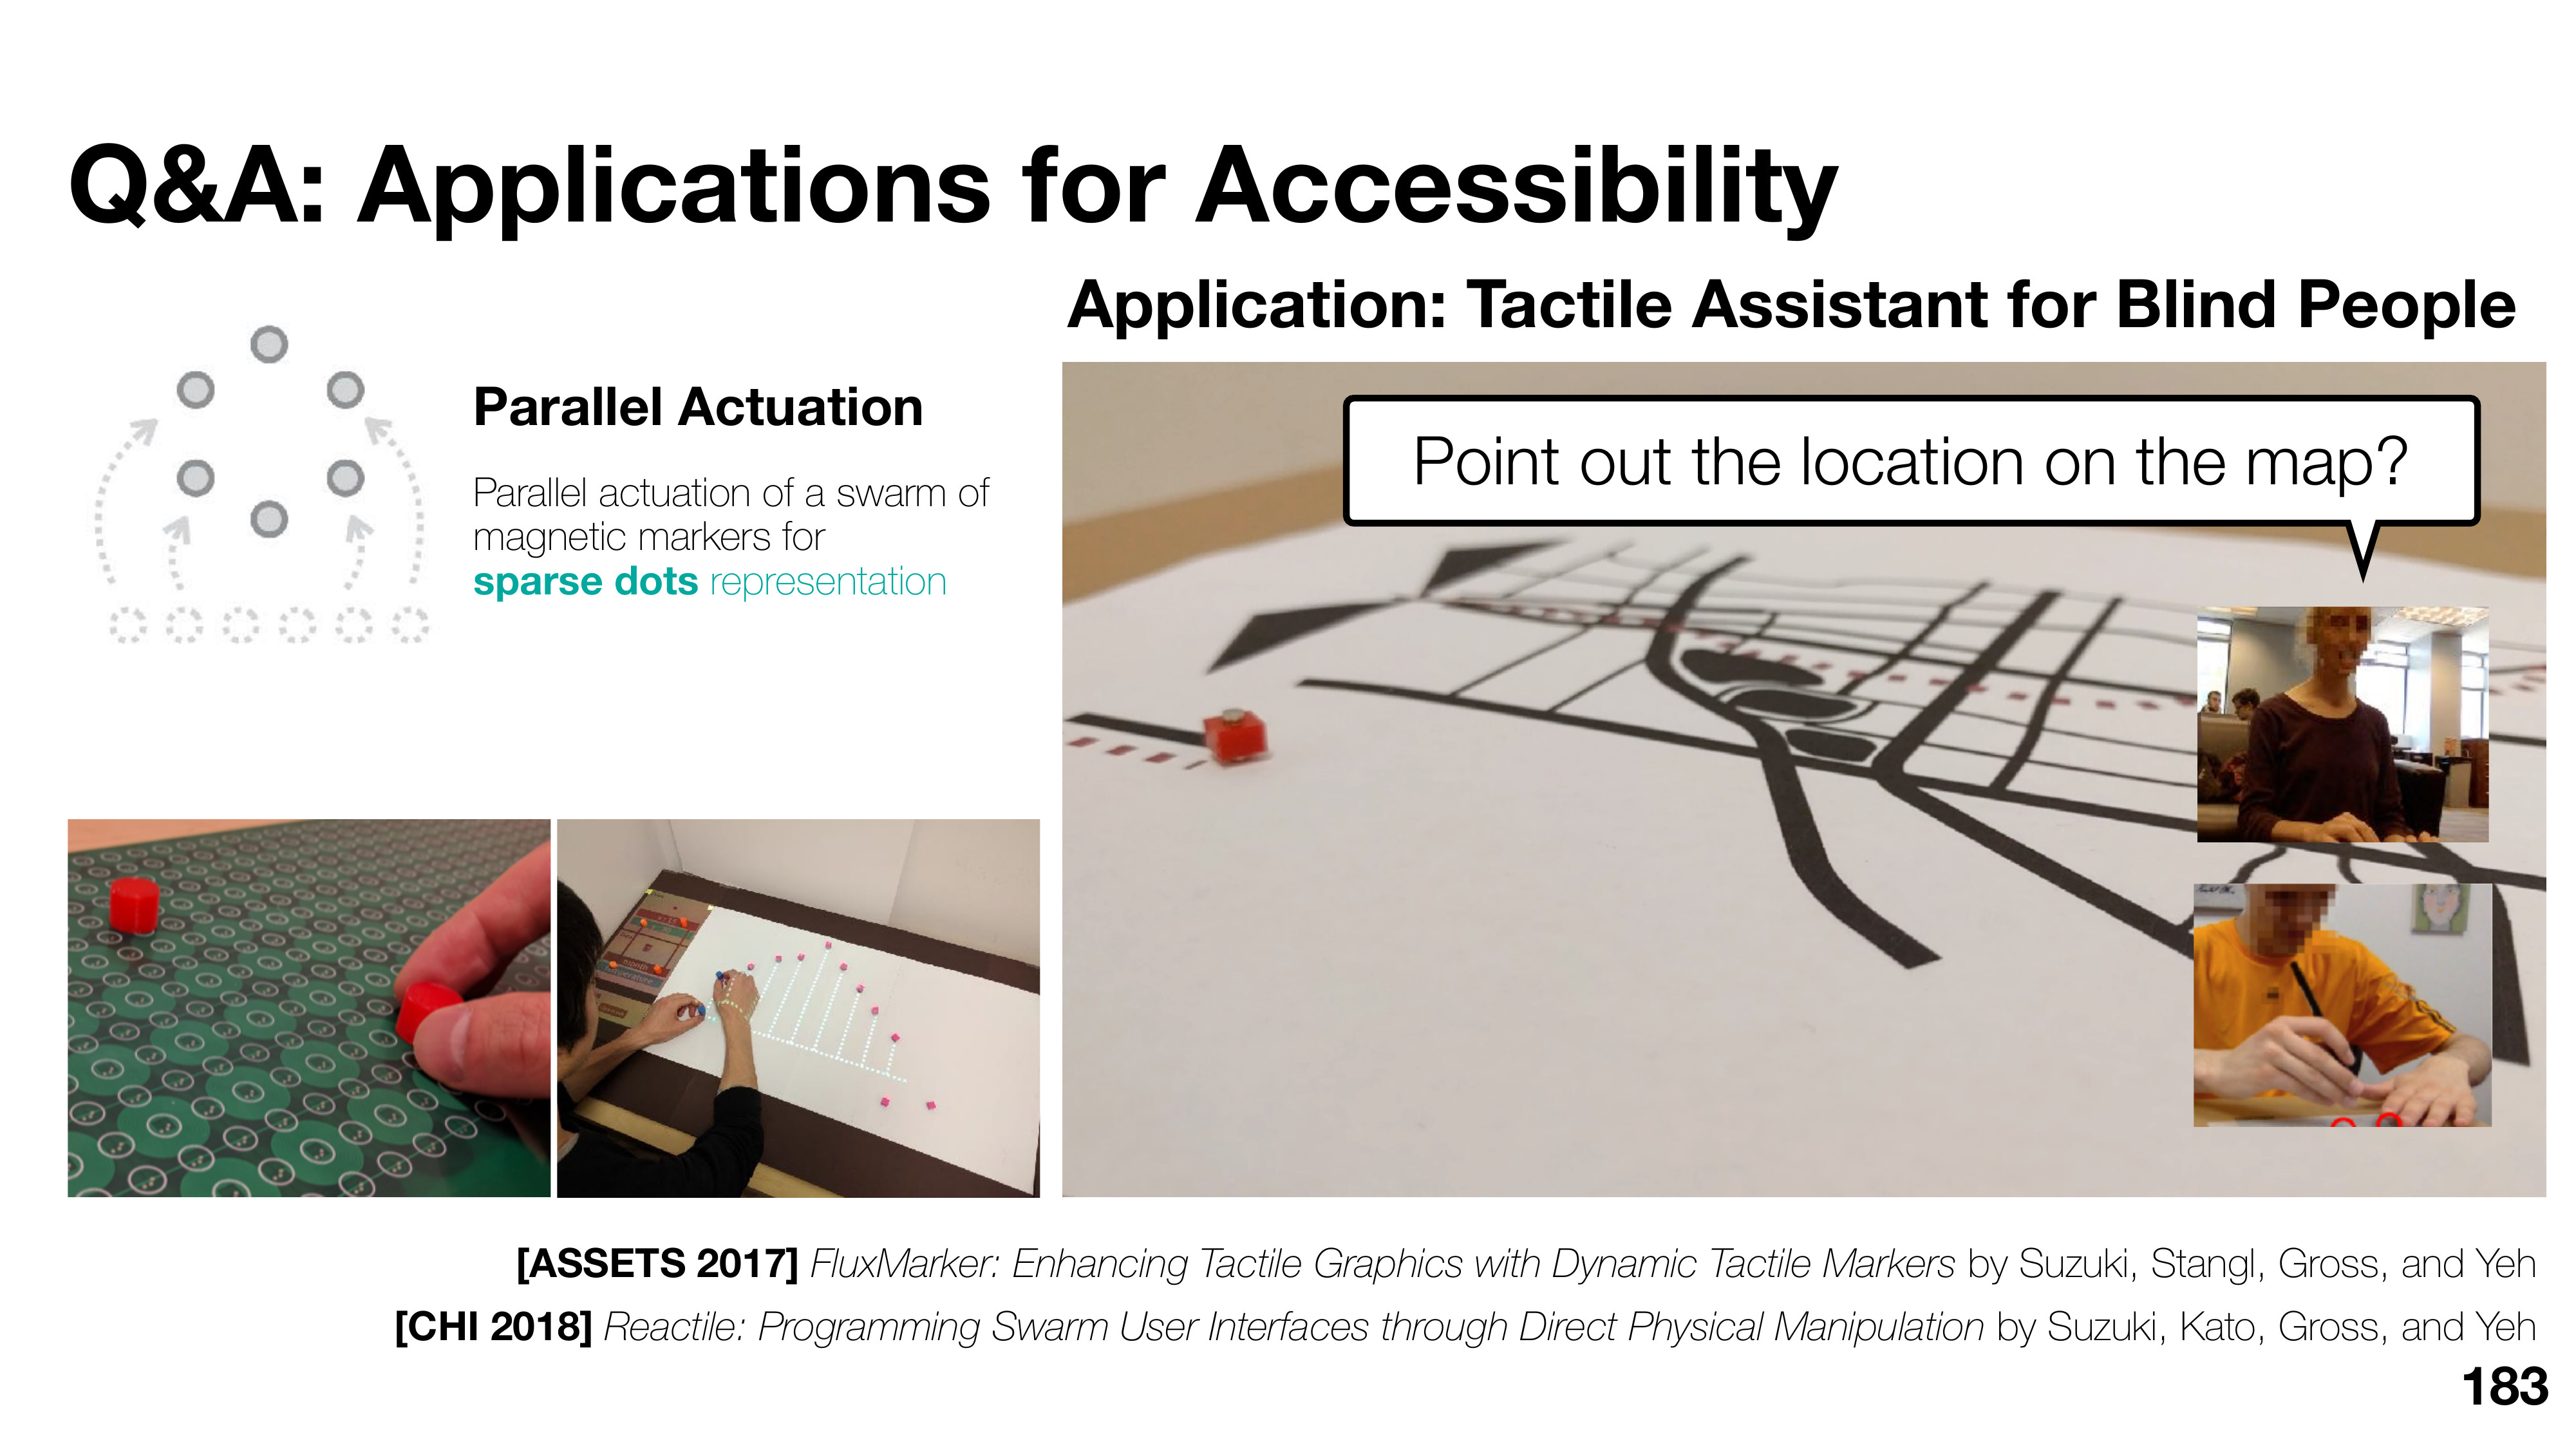 Q&A: Applications for Accessibility
Parallel Actuation
Parallel actuation of a swarm of
magnetic markers for
sparse dots representation
Application: Tactile Assistant for Blind People
Point out the location on the map?
[ASSETS 2017] FluxMarker: Enhancing Tactile Graphics with Dynamic Tactile Markers by Suzuki, Stangl, Gross, and Yeh
[CHI 2018] Reactile: Programming Swarm User Interfaces through Direct Physical Manipulation by Suzuki, Kato, Gross, and Yeh
183